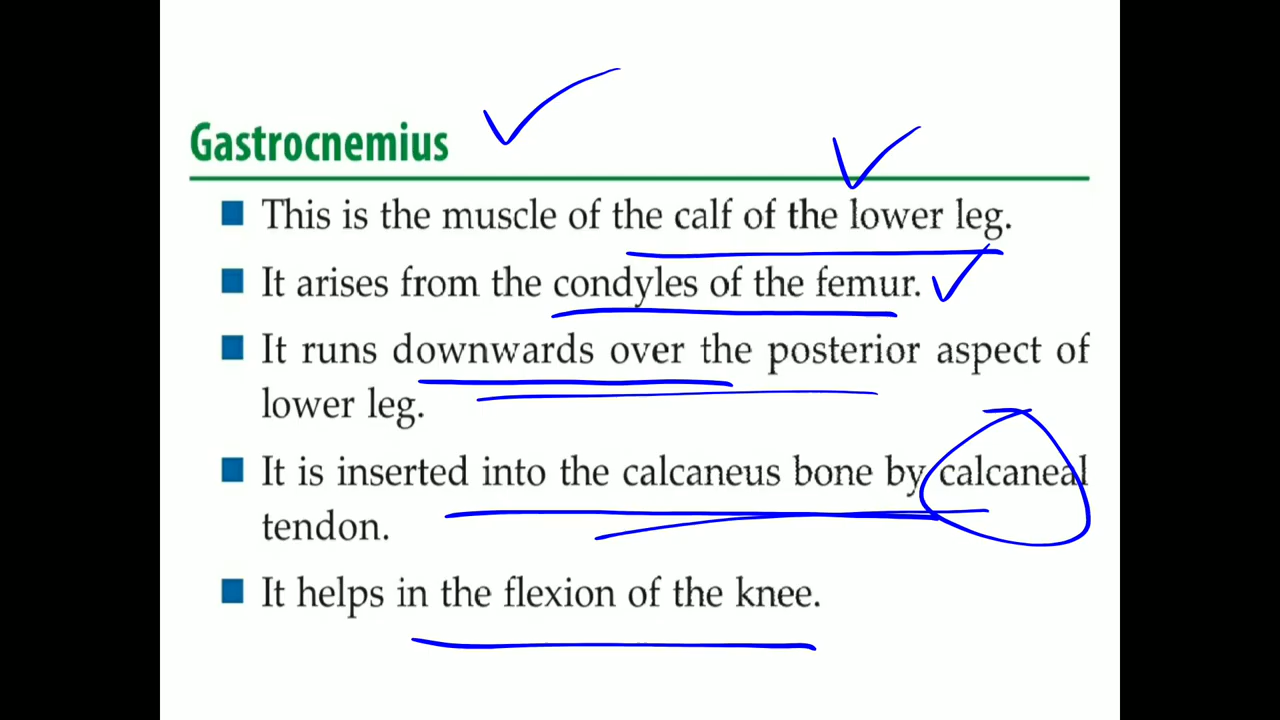 Gastrocnemius
This is the muscle of the calf of the lower leg.
It arises from the condyles of the femur.
It runs downwards over the posterior aspect of
lower leg.
It is inserted into the calcaneus bone by calcaneal
tendon.
It helps in the flexion of the knee.